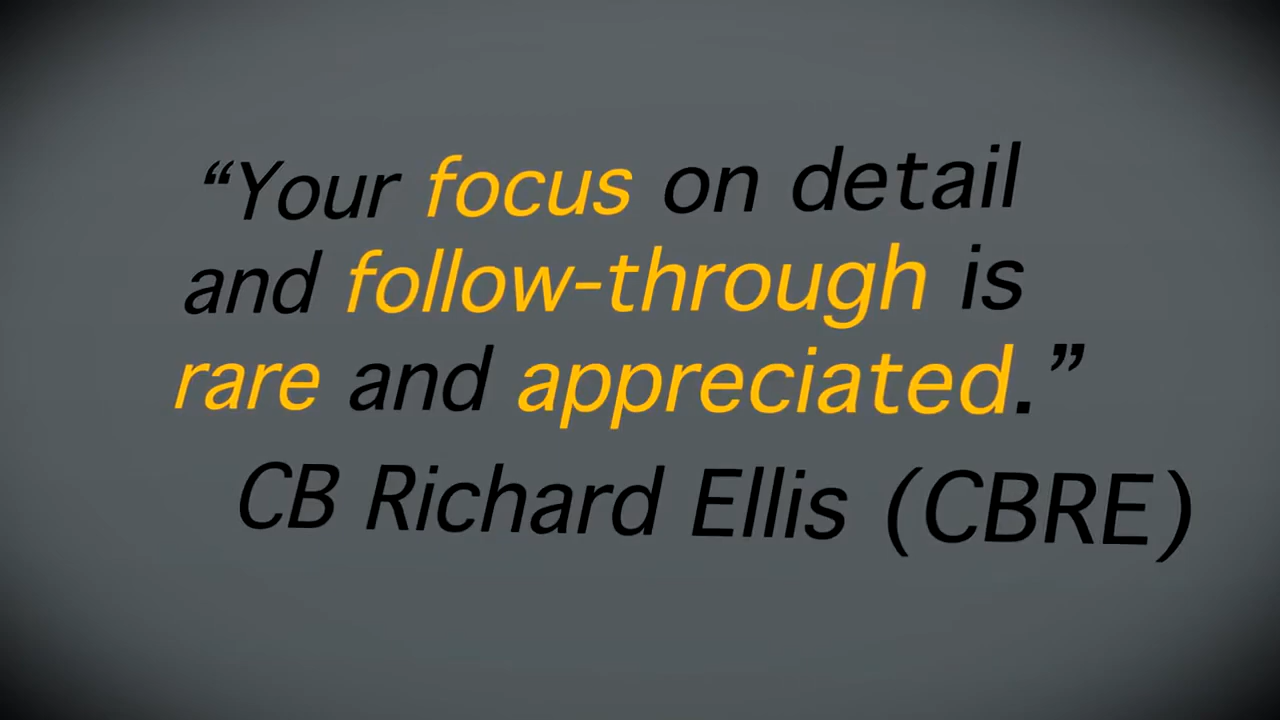 “Your focus on detail
and follow-through is
rare and appreciated.”
CB Richard Ellis (CBRE)